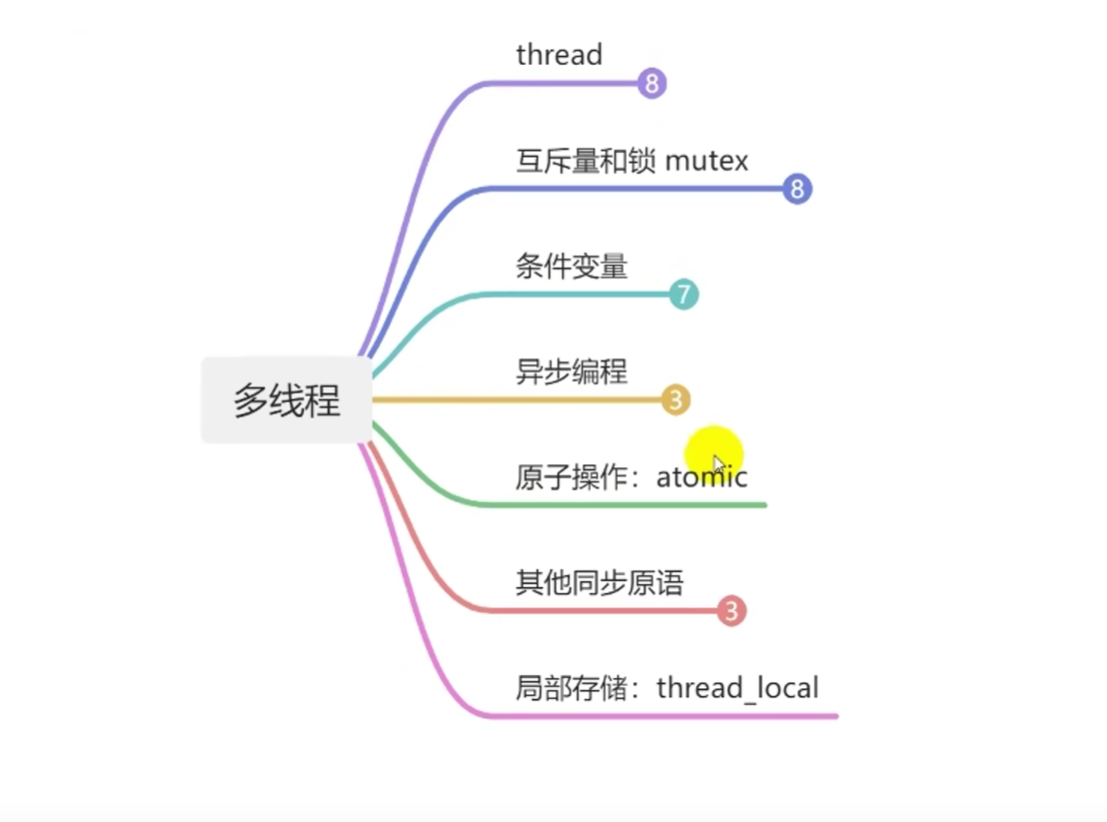 thread
8
互斥量和锁 mutex
8
条件变量
7
异步编程
3
多线程
原子操作：atomic
其他同步原语
3
局部存储：thread_local